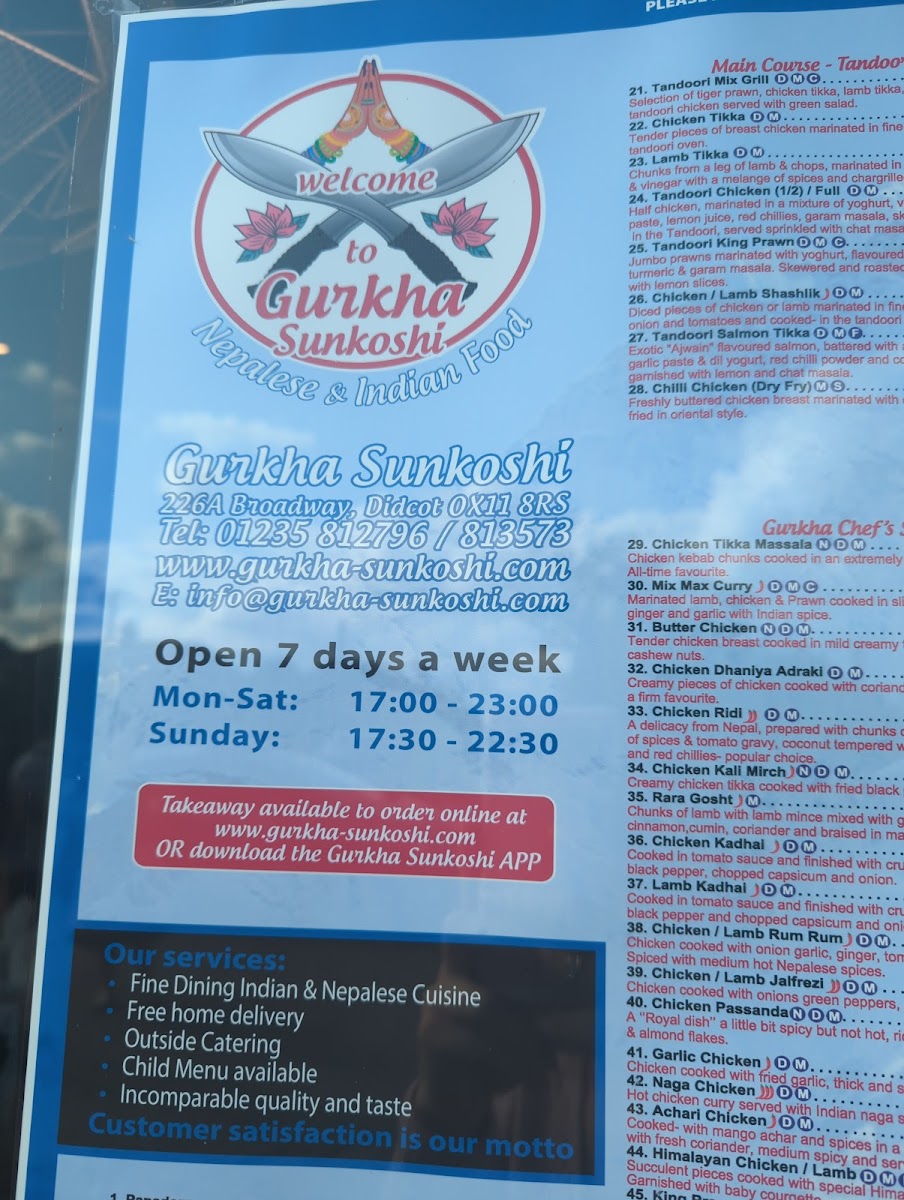 welcome
to
Gurkha
Sunkoshi
Nepalese & Indian Food
Gurkha Sunkoshi
226A Broadway, Didcot OX11 8RS
Tel: 01235 812796 / 813573
www.gurkha-sunkoshi.com
E: info@gurkha-sunkoshi.com
Open 7 days a week
Mon-Sat: 17:00 - 23:00
Sunday: 17:30 - 22:30
Takeaway available to order online at
www.gurkha-sunkoshi.com
OR download the Gurkha Sunkoshi APP
Our services:
• Fine Dining Indian & Nepalese Cuisine
• Free home delivery
• Outside Catering
• Child Menu available
• Incomparable quality and taste
Customer satisfaction is our motto
Main Course -
21. Tandoori Mix Grill D M C
Selection of tiger prawn, chicken tikka, lamb tikka,
tandoori chicken served with green salad.
22. Chicken Tikka D M
Tender pieces of breast chicken marinated in fine
tandoori oven.
23. Lamb Tikka D M
Chunks from a leg of lamb & chops, marinated in
& vinegar with a melange of spices and
24. Tandoori Chicken (1/2) / Full D M
Half chicken, marinated in a mixture of yoghurt,
paste, lemon juice, red chillies, garam masala,
in the Tandoori, served sprinkled with chat
25. Tandoori King Prawn D M C
Jumbo prawns marinated with yoghurt, flavoured
turmeric & garam masala. Skewered and roasted
with lemon slices.
26. Chicken / Lamb Shashlik D M
Diced pieces of chicken or lamb marinated in
onion and tomatoes and cooked- in the tandoori
27. Tandoori Salmon Tikka D M F
Exotic "Ajwain" flavoured salmon, battered with
garlic paste & dil yogurt, red chilli powder and
garnished with lemon and chat masala.
28. Chilli Chicken (Dry Fry) M S
Freshly buttered chicken breast marinated with
fried in oriental style.
Gurkha Chef's
29. Chicken Tikka Massala N D M
Chicken kebab chunks cooked in an extremely
All-time favourite.
30. Mix Max Curry D M C
Marinated lamb, chicken & Prawn cooked in
ginger and garlic with Indian spice.
31. Butter Chicken N D M
Tender chicken breast cooked in mild creamy
cashew nuts.
32. Chicken Dhaniya Adraki D M
Creamy pieces of chicken cooked with
a firm favourite.
33. Chicken Ridi D M
A delicacy from Nepal, prepared with chunks
of spices & tomato gravy, coconut tempered
and red chillies- popular choice.
34. Chicken Kali Mirch N D M
Creamy chicken tikka cooked with fried black
35. Rara Gosht M
Chunks of lamb with lamb mince mixed with
cinnamon,cumin, coriander and braised in
36. Chicken Kadhai D M
Cooked in tomato sauce and finished with
black pepper, chopped capsicum and onion.
37. Lamb Kadhai D M
Cooked in tomato sauce and finished with
black pepper and chopped capsicum and
38. Chicken / Lamb Rum Rum D M
Chicken cooked with onion garlic, ginger,
Spiced with medium hot Nepalese spices.
39. Chicken / Lamb Jalfrezi D M
Chicken cooked with onions green peppers,
40. Chicken Passanda N D M
A "Royal dish" a little bit spicy but not hot,
& almond flakes.
41. Garlic Chicken D M
Chicken cooked with fried garlic, thick and
42. Naga Chicken D M
Hot chicken curry served with Indian naga
43. Achari Chicken D M
Cooked- with mango achar and spices in a
with fresh coriander, medium spicy and
44. Himalayan Chicken / Lamb D M
Succulent pieces cooked with special
Garnished with baby
45. King